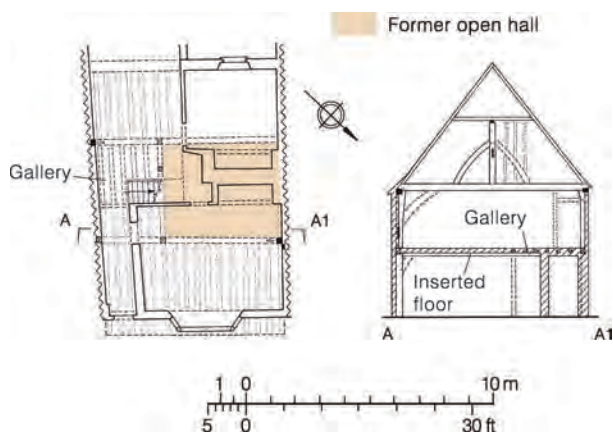 Former open hall
Gallery
A
A1
Gallery
Inserted
floor
A
A1
1 0 10 m
5 0 30 ft